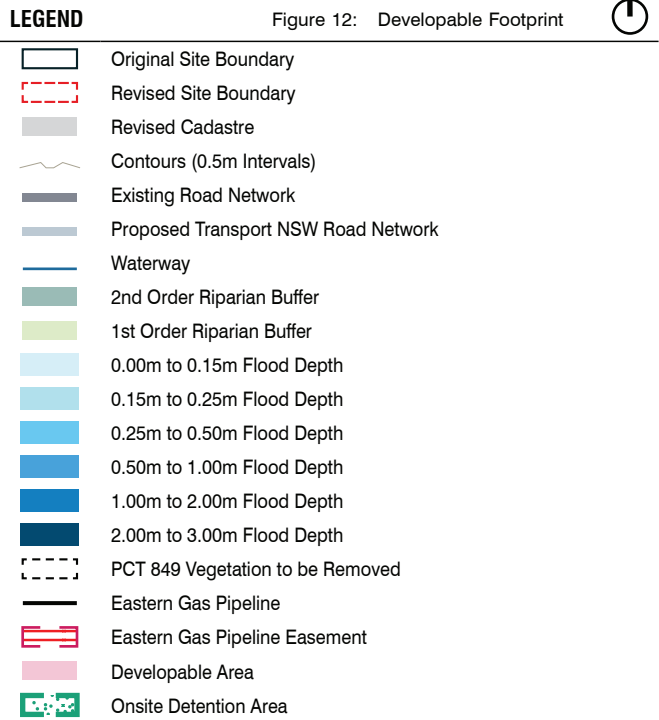 LEGEND Figure 12: Developable Footprint
Original Site Boundary
Revised Site Boundary
Revised Cadastre
Contours (0.5m Intervals)
Existing Road Network
Proposed Transport NSW Road Network
Waterway
2nd Order Riparian Buffer
1st Order Riparian Buffer
0.00m to 0.15m Flood Depth
0.15m to 0.25m Flood Depth
0.25m to 0.50m Flood Depth
0.50m to 1.00m Flood Depth
1.00m to 2.00m Flood Depth
2.00m to 3.00m Flood Depth
PCT 849 Vegetation to be Removed
Eastern Gas Pipeline
Eastern Gas Pipeline Easement
Developable Area
Onsite Detention Area